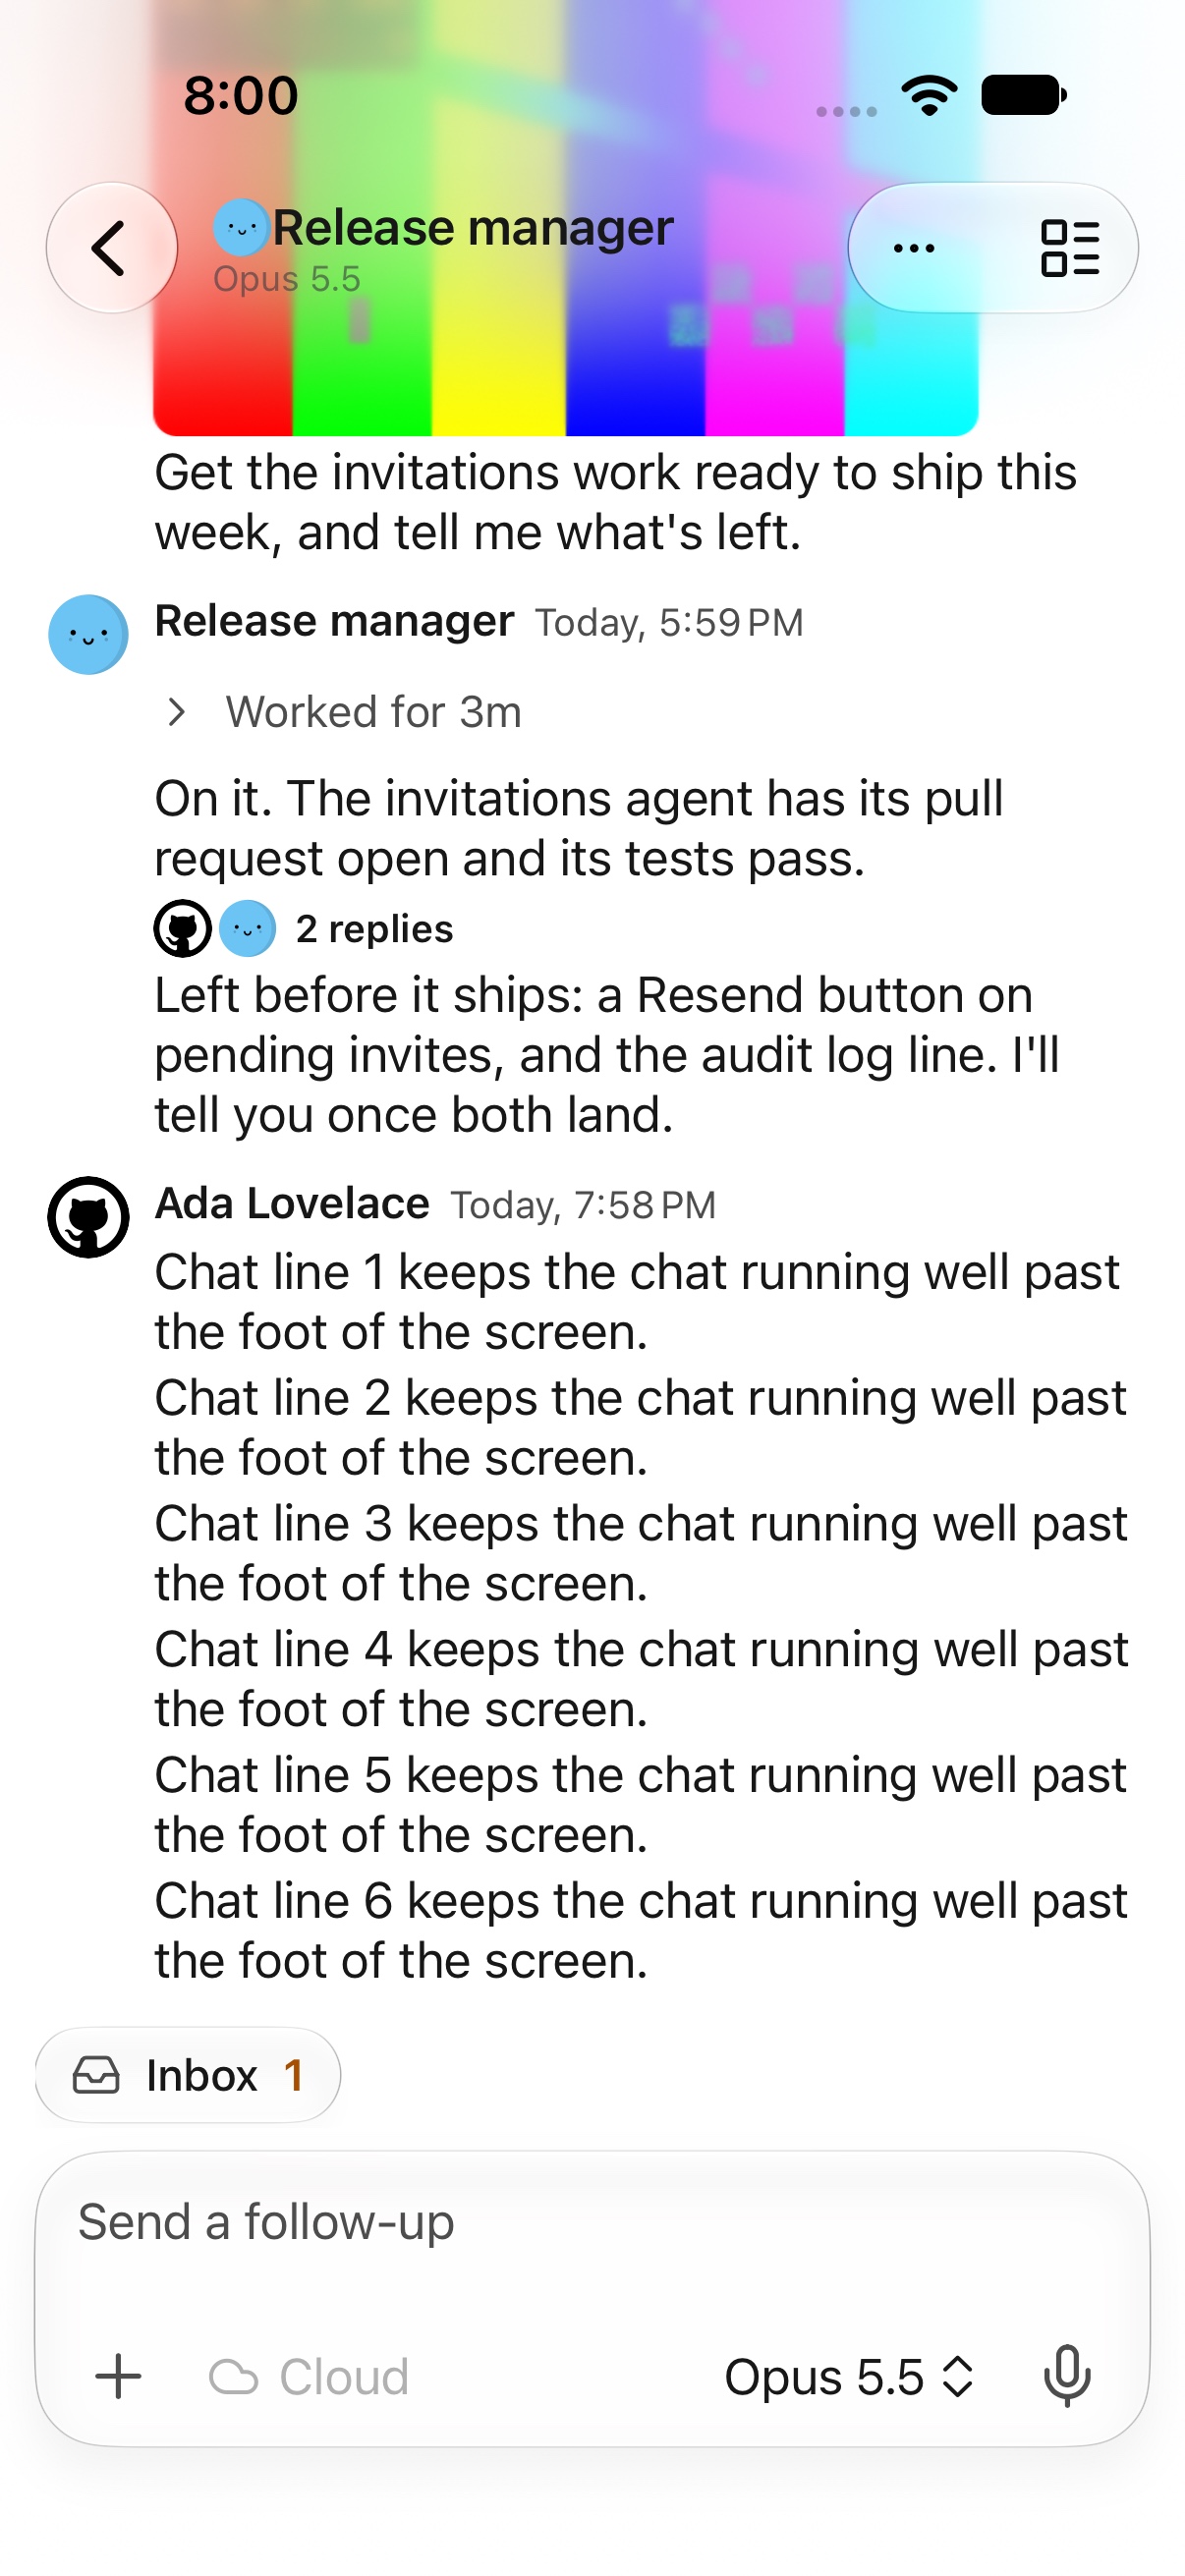 8:00
Release manager
Opus 5.5
Get the invitations work ready to ship this
week, and tell me what's left.
Release manager Today, 5:59 PM
Worked for 3m
On it. The invitations agent has its pull
request open and its tests pass.
2 replies
Left before it ships: a Resend button on
pending invites, and the audit log line. I'll
tell you once both land.
Ada Lovelace Today, 7:58 PM
Chat line 1 keeps the chat running well past
the foot of the screen.
Chat line 2 keeps the chat running well past
the foot of the screen.
Chat line 3 keeps the chat running well past
the foot of the screen.
Chat line 4 keeps the chat running well past
the foot of the screen.
Chat line 5 keeps the chat running well past
the foot of the screen.
Chat line 6 keeps the chat running well past
the foot of the screen.
Inbox 1
Send a follow-up
Cloud
Opus 5.5